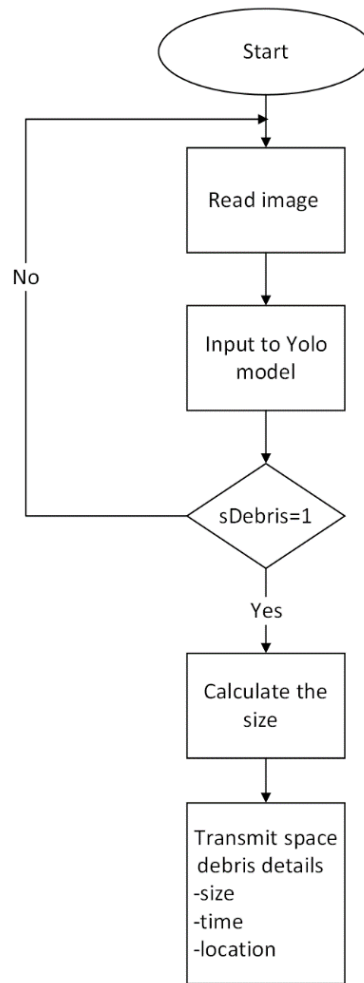 Start
Read image
No
Input to Yolo
model
sDebris=1
Yes
Calculate the
size
Transmit space
debris details
-size
-time
-location